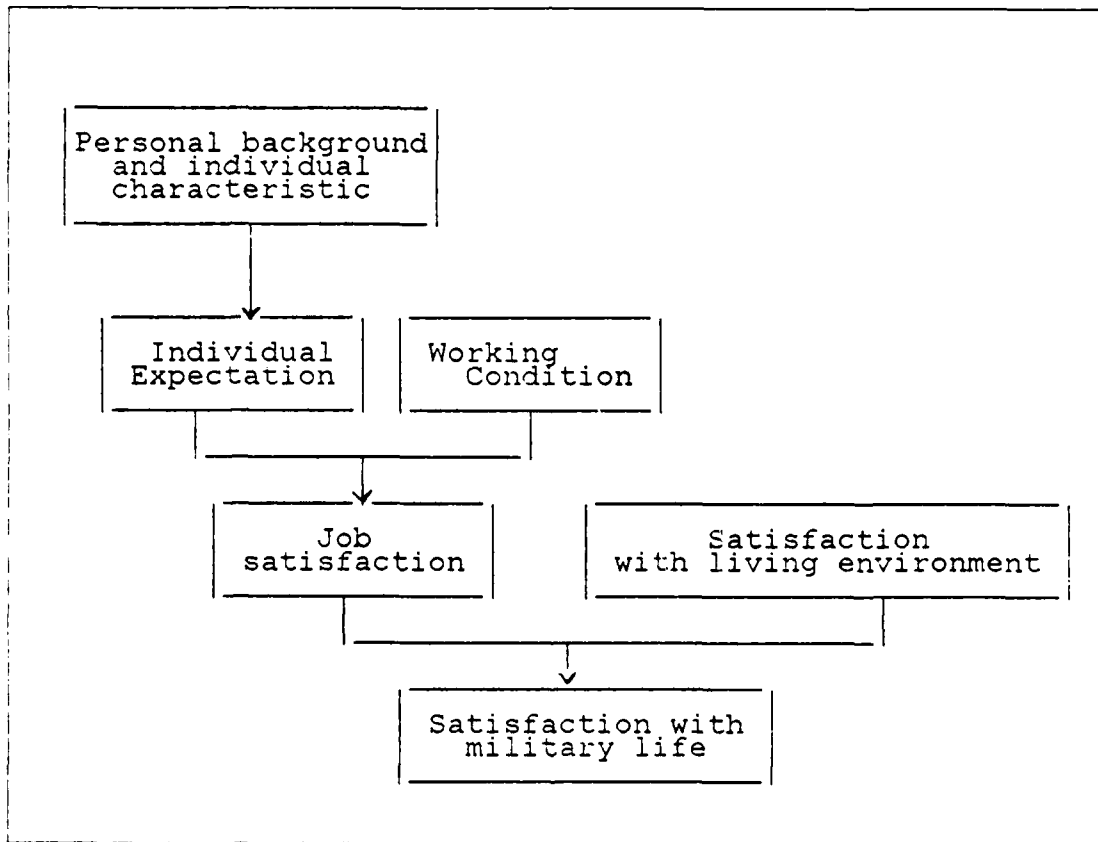 Personal background
and individual
characteristic
Individual
Expectation
Working
Condition
Job
satisfaction
Satisfaction
with living environment
Satisfaction with
military life